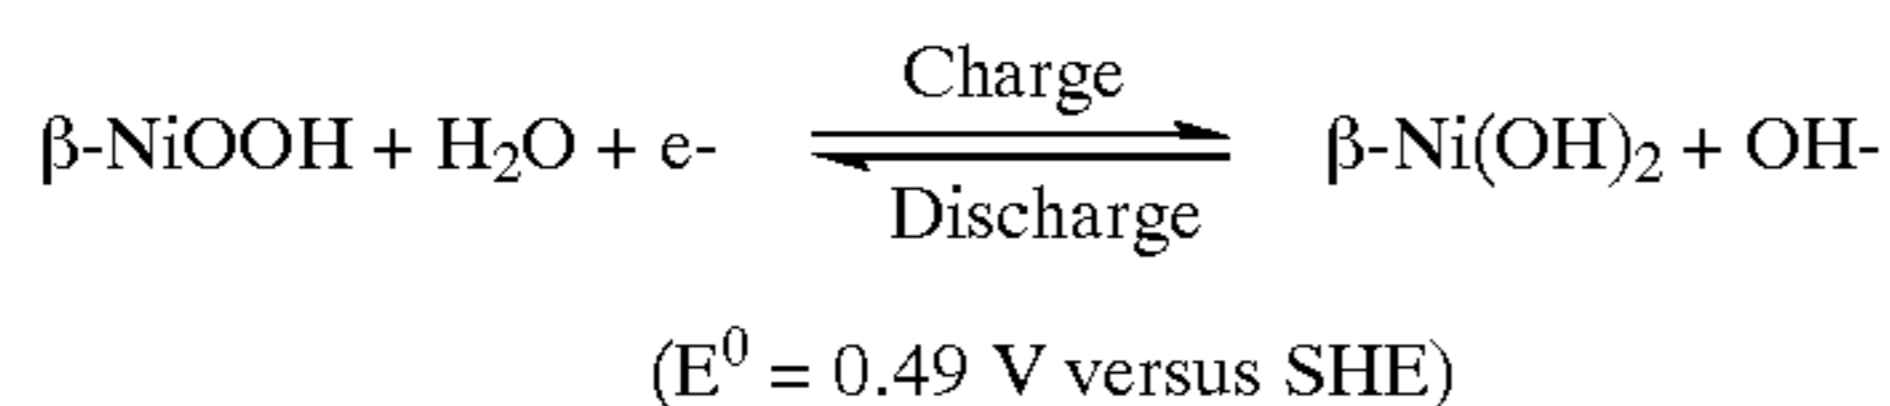 Charge
β-NiOOH + H₂O + e- ⇌ β-Ni(OH)₂ + OH-
Discharge
(E⁰ = 0.49 V versus SHE)